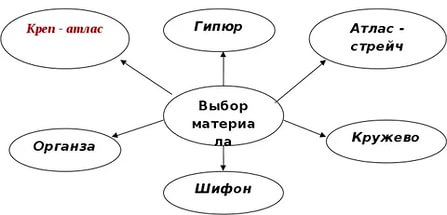 Креп - атлас
Гипюр
Атлас -
стрейч
Выбор
материа
ла
Органза
Кружево
Шифон